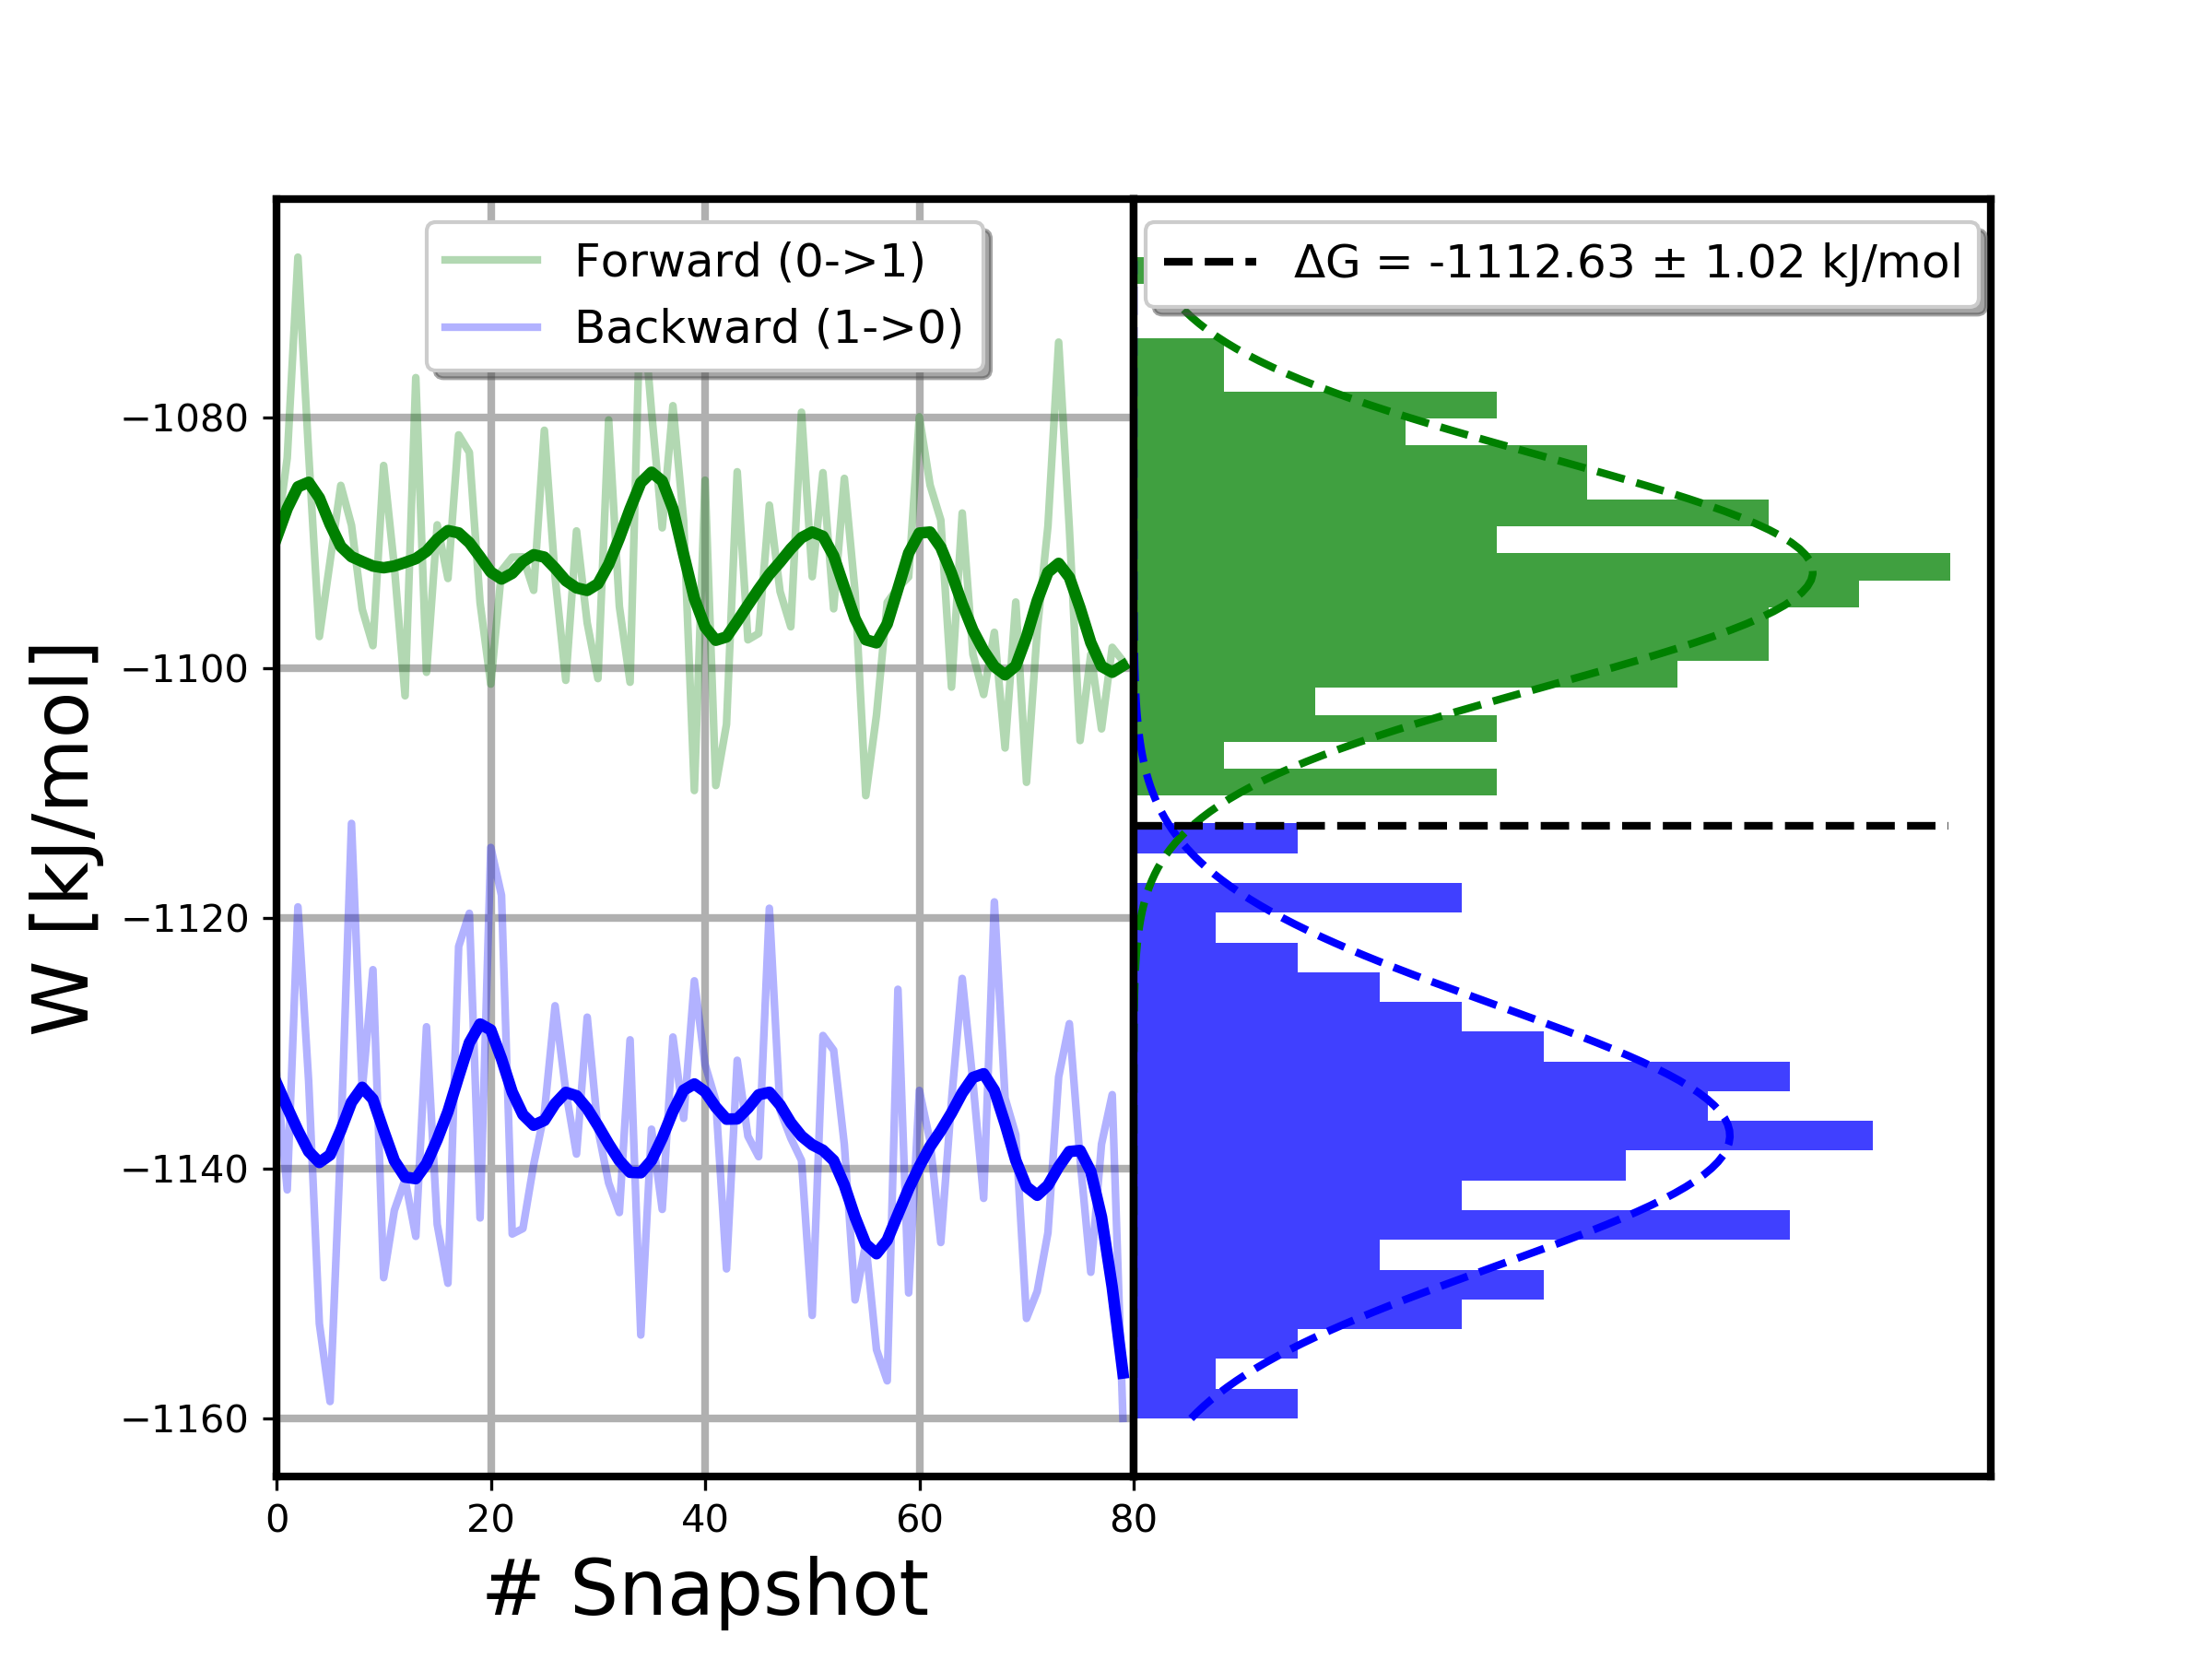 Forward (0->1)
Backward (1->0)
ΔG = -1112.63 ± 1.02 kJ/mol
W [kJ/mol]
−1080
−1100
−1120
−1140
−1160
0 20 40 60 80
# Snapshot